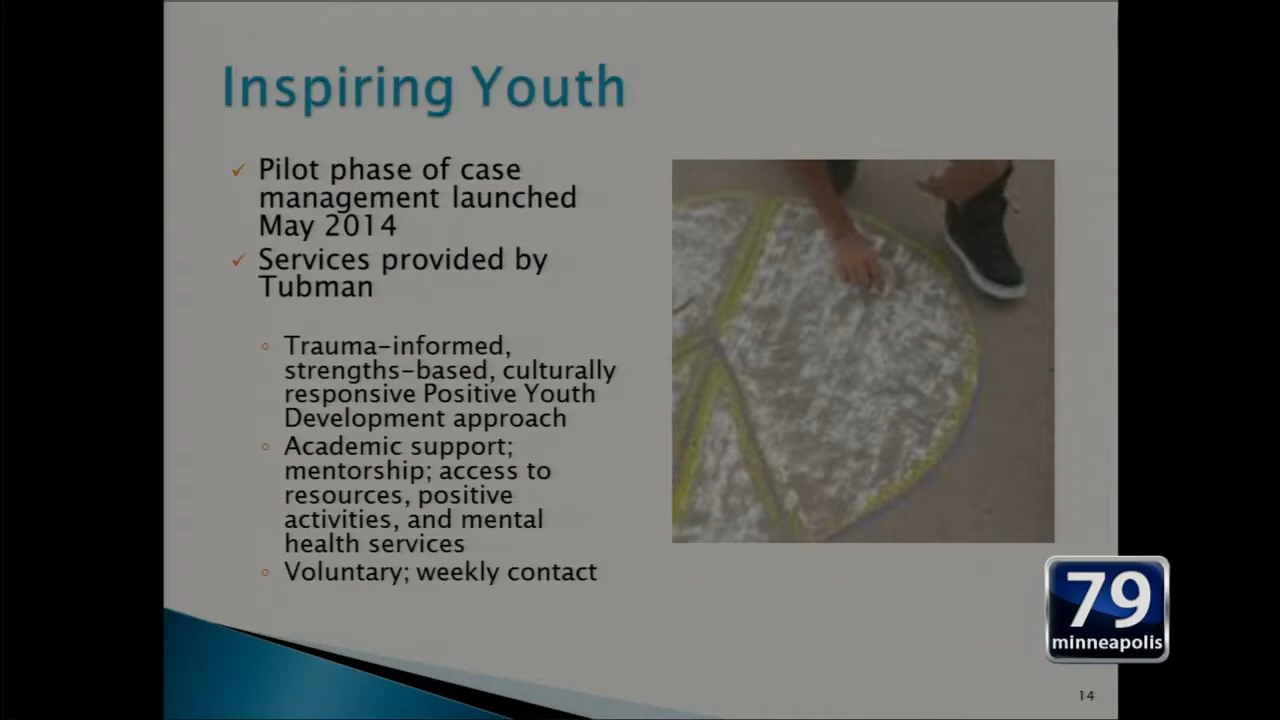 Inspiring Youth
✓ Pilot phase of case
management launched
May 2014
✓ Services provided by
Tubman
◦ Trauma-informed,
strengths-based, culturally
responsive Positive Youth
Development approach
◦ Academic support;
mentorship; access to
resources, positive
activities, and mental
health services
◦ Voluntary; weekly contact
79
minneapolis
14